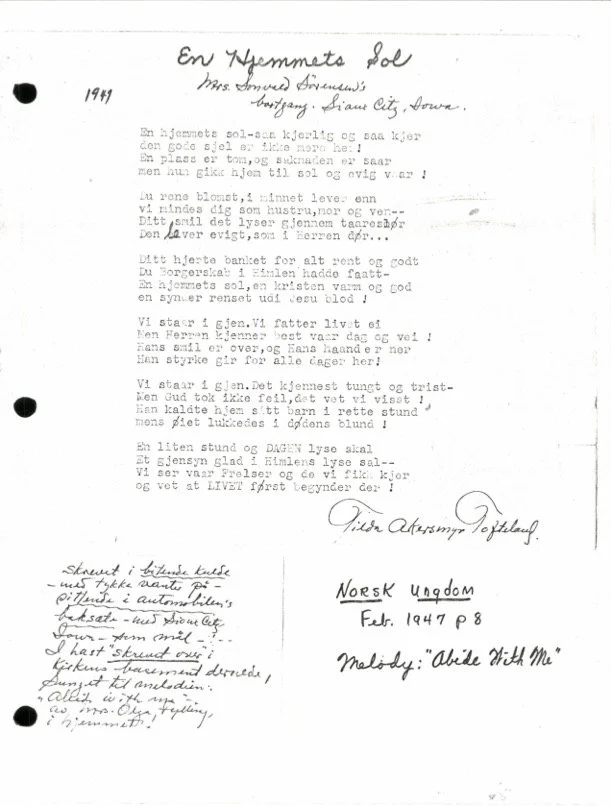 En Hjemmets Sol
1949
Mrs. Sonvald Sörensen's
bortgang. Sioux City, Iowa.
En hjemmets sol-saa kjerlig og saa kjer
den gode sjel er ikke mere her!
En plass er tom,og saknaden er saar
men hun gikk hjem til sol og evig vaar !
Du rene blomst,i minnet lever enn
vi mindes dig som hustru,mor og ven--
Ditt smil det lyser gjennem taareslør
Den lever evigt,som i Herren dør...
Ditt hjerte banket for alt rent og godt
Du Borgerskab i Himlen hadde faatt-
En hjemmets sol,en kristen varm og god
en synder renset udi Jesu blod !
Vi staar i gjen.Vi fatter livet ei
Men Herren kjenner best vaar dag og vei !
Hans smil er over,og Hans haand er ner
Han styrke gir for alle dager her!
Vi staar i gjen.Det kjennest tungt og trist-
Men Gud tok ikke feil,det vet vi visst !
Han kaldte hjem sitt barn i rette stund
mens øiet lukkedes i dødens blund !
En liten stund og DAGEN lyse skal
Et gjensyn glad i Himlens lyse sal--
Vi ser vaar Frelser og de vi fikk kjer
og vet at LIVET først begynder der !
Tilda Akersmyr Tofteland.
Skrevet i bitende kulde
- med tykke vanter på -
sittende i automobilen's
baksæte - med Sioux City
Iowa - som mål - ! - -
I hast "skrevet over" i
Kirkens basement dernede,
Sunget til melodien:
"Abide with me" -
av mrs. Olga
i hjemmet!
NORSK UNGDOM
Feb. 1947 p 8
Melody: "Abide With Me"